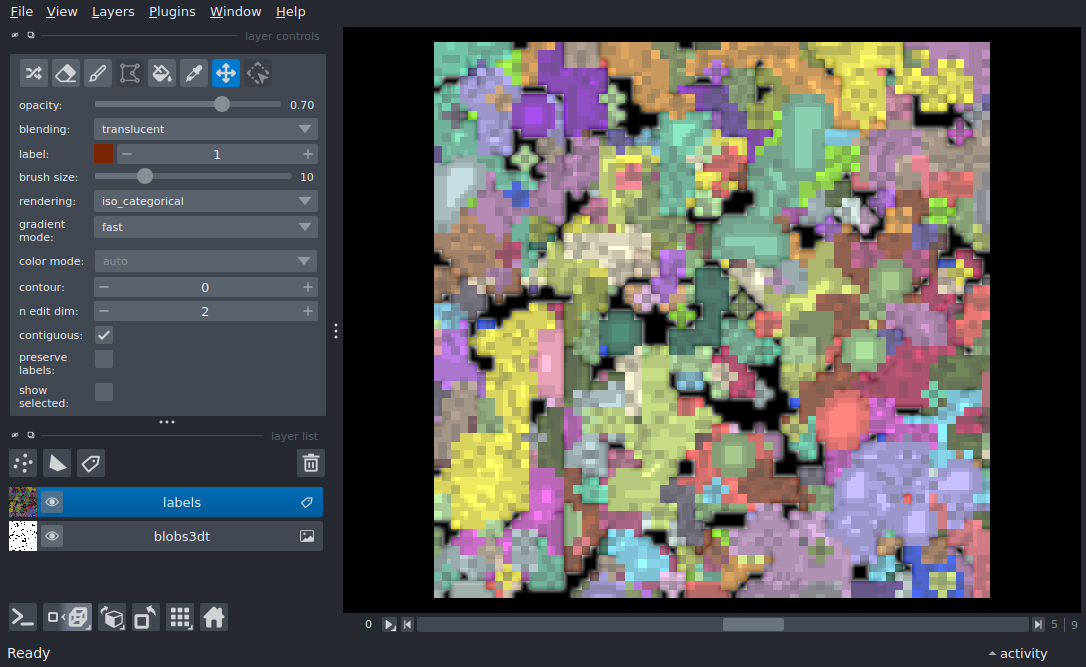 File View Layers Plugins Window Help
layer controls
opacity: 0.70
blending: translucent
label: 1
brush size: 10
rendering: iso_categorical
gradient
mode: fast
color mode: auto
contour: 0
n edit dim: 2
contiguous:
preserve
labels:
show
selected:
layer list
labels
blobs3dt
0 5 9
Ready activity